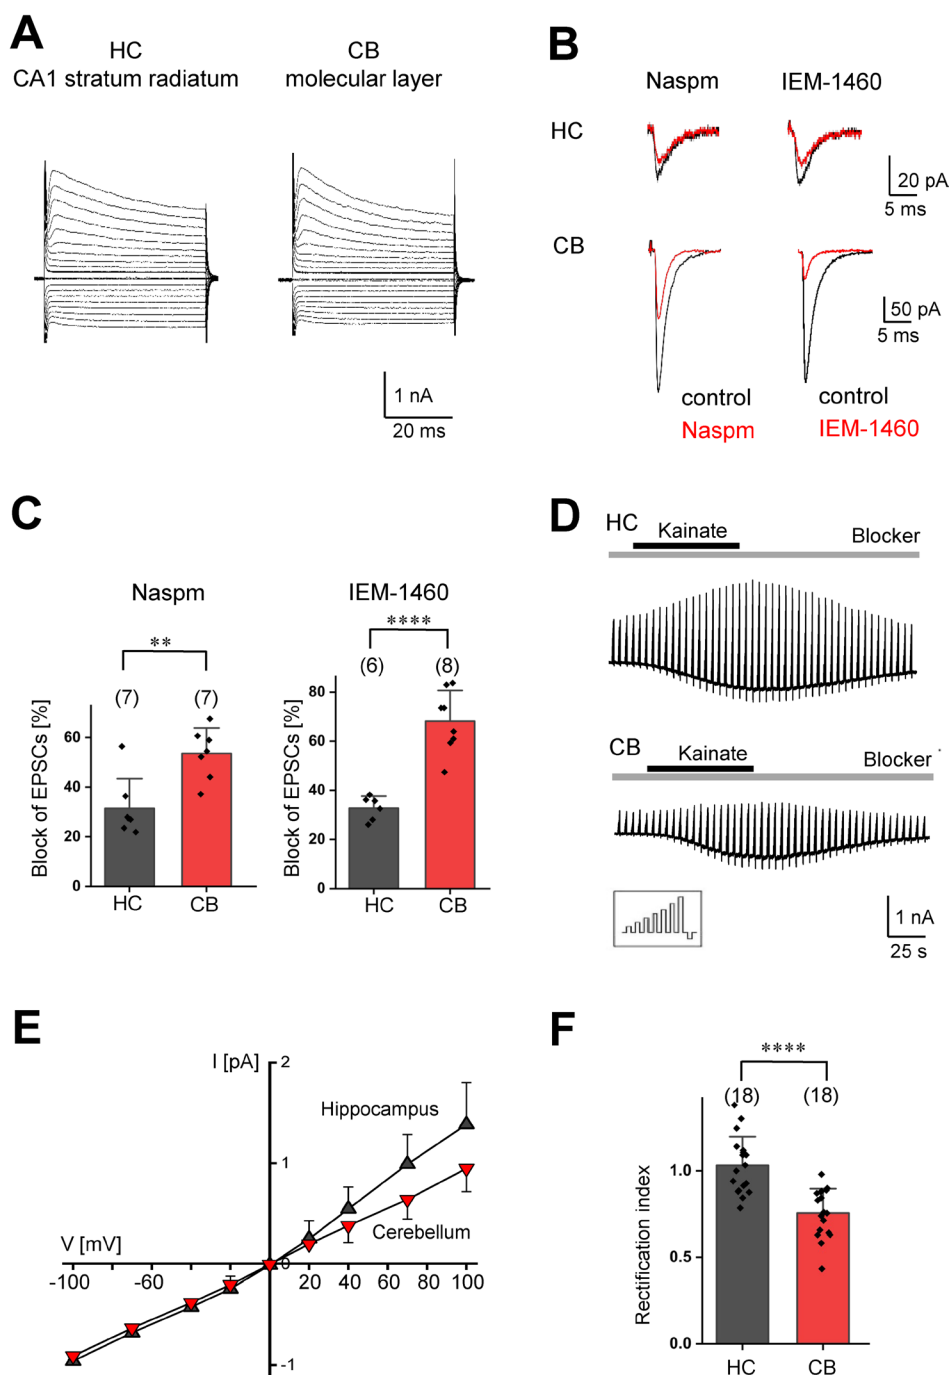 A
HC
CA1 stratum radiatum
CB
molecular layer
1 nA
20 ms
B
Naspm
IEM-1460
HC
20 pA
5 ms
CB
50 pA
5 ms
control
Naspm
control
IEM-1460
C
Naspm
**
(7)
(7)
Block of EPSCs [%]
60
40
20
0
HC
CB
IEM-1460
****
(6)
(8)
Block of EPSCs [%]
80
60
40
20
0
HC
CB
D
HC
Kainate
Blocker
CB
Kainate
Blocker
1 nA
25 s
E
I [pA]
2
1
0
-1
Hippocampus
Cerebellum
V [mV]
-100
-60
-20
20
40
60
80
100
F
****
(18)
(18)
Rectification index
1.0
0.5
0.0
HC
CB